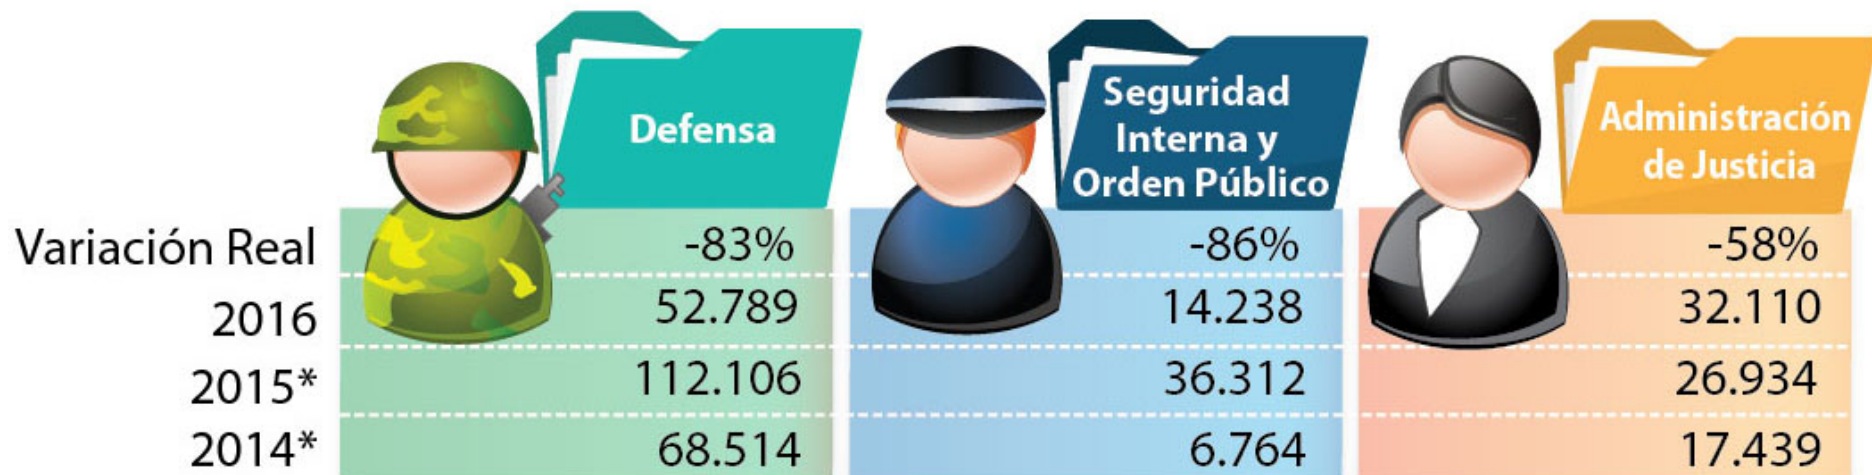 Defensa
Seguridad
Interna y
Orden Público
Administración
de Justicia
Variación Real -83% -86% -58%
2016 52.789 14.238 32.110
2015* 112.106 36.312 26.934
2014* 68.514 6.764 17.439